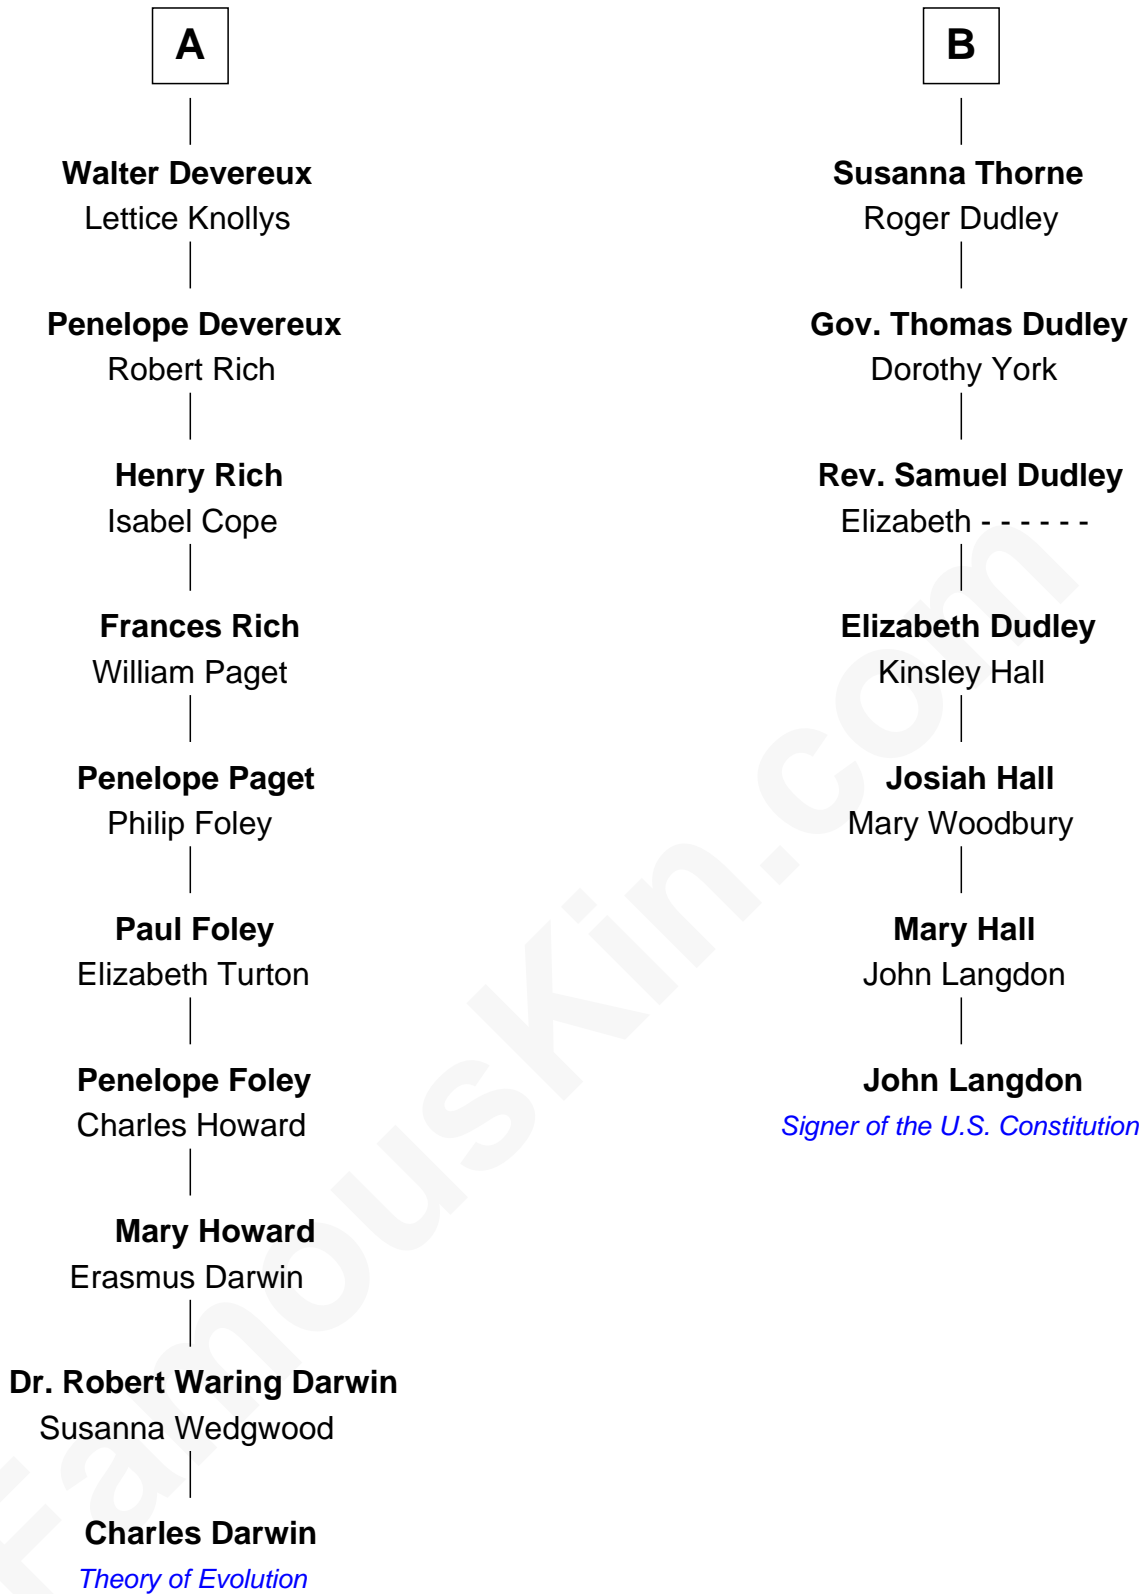 A
Walter Devereux
Lettice Knollys
Penelope Devereux
Robert Rich
Henry Rich
Isabel Cope
Frances Rich
William Paget
Penelope Paget
Philip Foley
Paul Foley
Elizabeth Turton
Penelope Foley
Charles Howard
Mary Howard
Erasmus Darwin
Dr. Robert Waring Darwin
Susanna Wedgwood
Charles Darwin
Theory of Evolution
B
Susanna Thorne
Roger Dudley
Gov. Thomas Dudley
Dorothy York
Rev. Samuel Dudley
Elizabeth - - - - - -
Elizabeth Dudley
Kinsley Hall
Josiah Hall
Mary Woodbury
Mary Hall
John Langdon
John Langdon
Signer of the U.S. Constitution
FamousKin.com